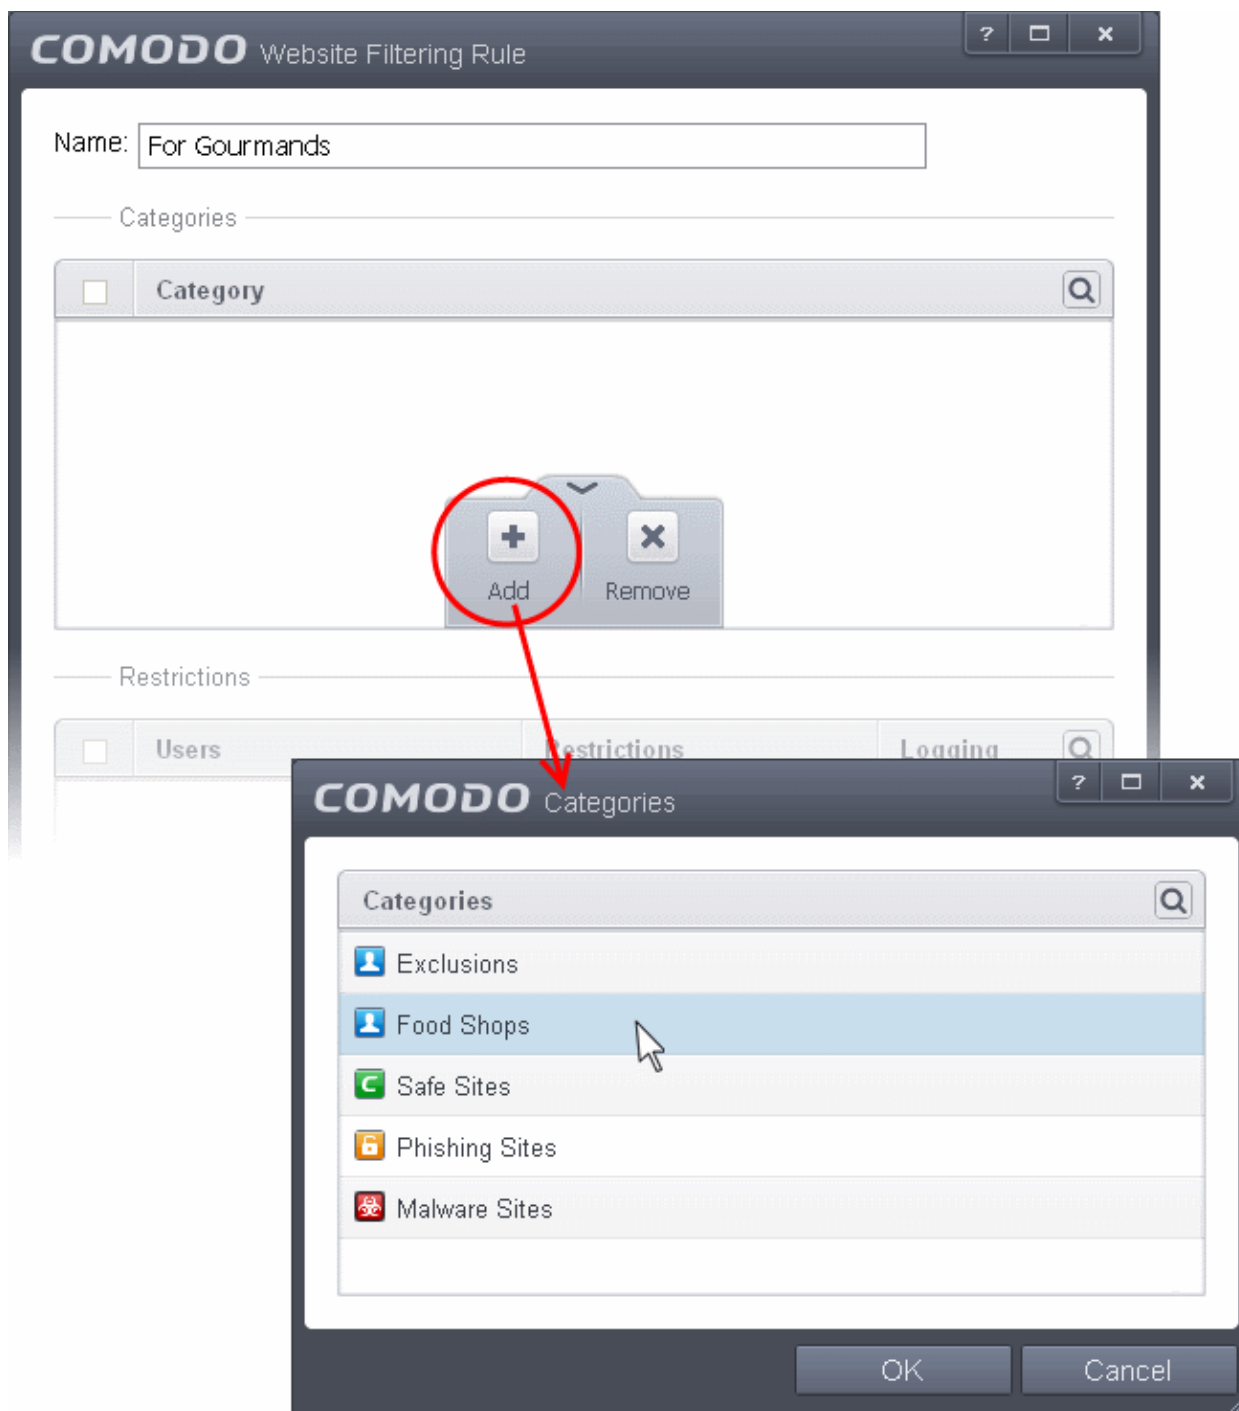 COMODO Website Filtering Rule
?
Name: For Gourmands
Categories
Category
Add Remove
Restrictions
Users Restrictions Logging
COMODO Categories
?
Categories
Exclusions
Food Shops
C Safe Sites
Phishing Sites
Malware Sites
OK Cancel